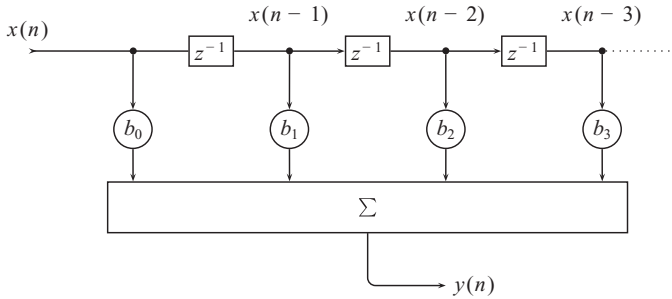 x(n) x(n − 1) x(n − 2) x(n − 3)
z⁻¹ z⁻¹ z⁻¹
b₀ b₁ b₂ b₃
Σ
y(n)